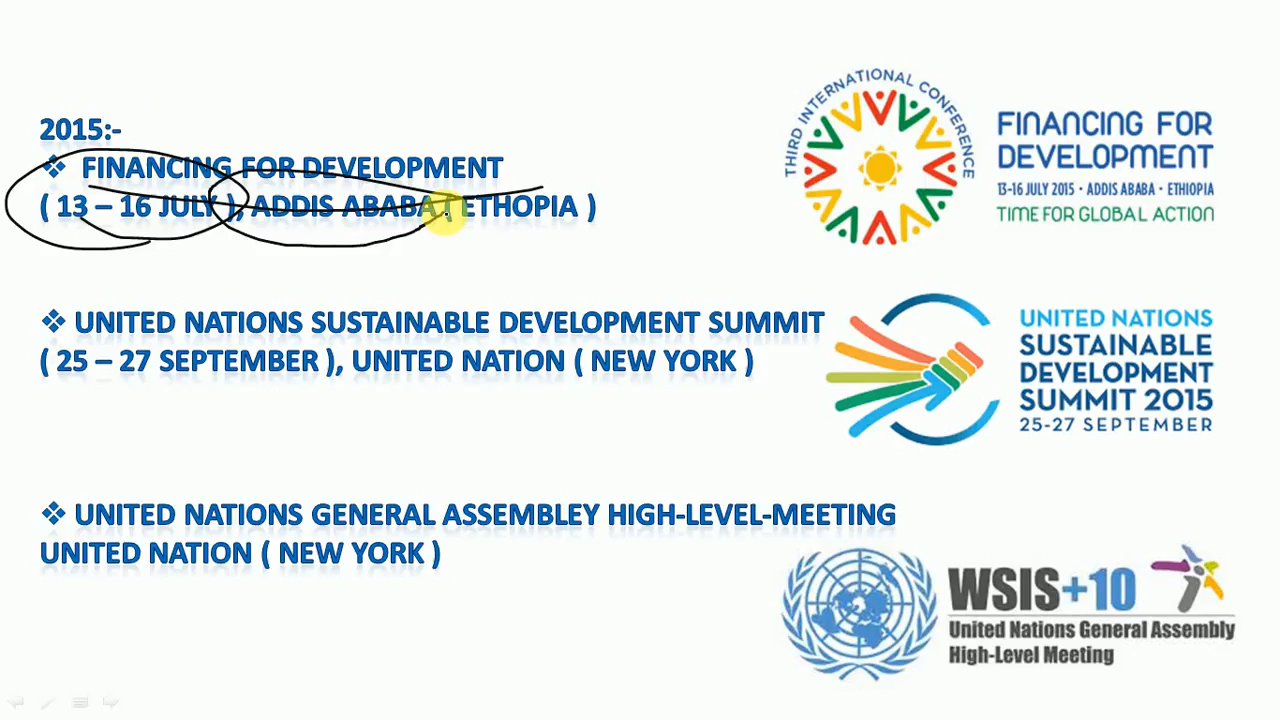 2015:-
❖ FINANCING FOR DEVELOPMENT
( 13 – 16 JULY ), ADDIS ABABA ( ETHOPIA )
❖ UNITED NATIONS SUSTAINABLE DEVELOPMENT SUMMIT
( 25 – 27 SEPTEMBER ), UNITED NATION ( NEW YORK )
❖ UNITED NATIONS GENERAL ASSEMBLEY HIGH-LEVEL-MEETING
UNITED NATION ( NEW YORK )
THIRD INTERNATIONAL CONFERENCE
FINANCING FOR
DEVELOPMENT
13-16 JULY 2015 • ADDIS ABABA • ETHIOPIA
TIME FOR GLOBAL ACTION
UNITED NATIONS
SUSTAINABLE
DEVELOPMENT
SUMMIT 2015
25-27 SEPTEMBER
WSIS+10
United Nations General Assembly
High-Level Meeting